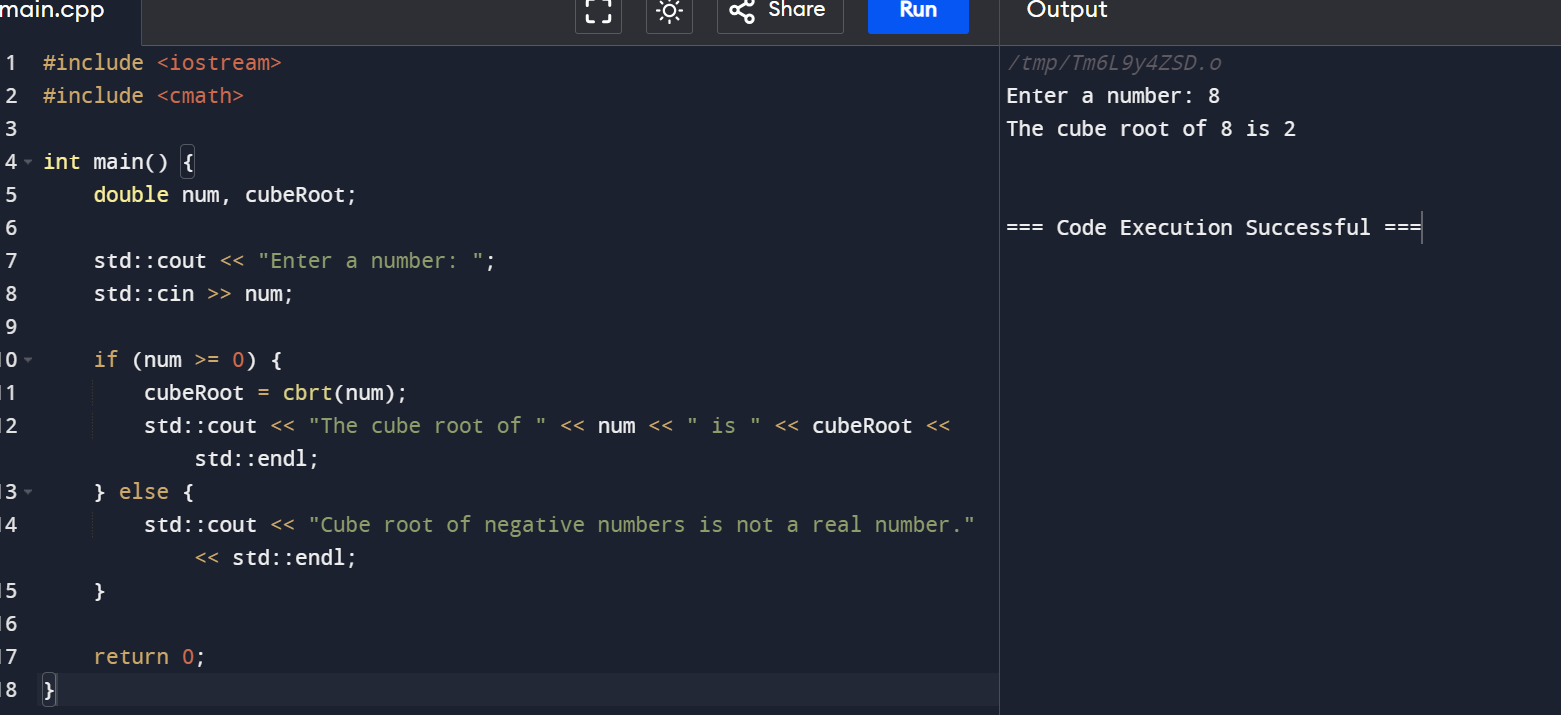 main.cpp
Share
Run
Output
1 #include <iostream>
2 #include <cmath>
3
4 int main() {
5     double num, cubeRoot;
6
7     std::cout << "Enter a number: ";
8     std::cin >> num;
9
10     if (num >= 0) {
11         cubeRoot = cbrt(num);
12         std::cout << "The cube root of " << num << " is " << cubeRoot <<
            std::endl;
13     } else {
14         std::cout << "Cube root of negative numbers is not a real number."
            << std::endl;
15     }
16
17     return 0;
18 }
/tmp/Tm6L9y4ZSD.o
Enter a number: 8
The cube root of 8 is 2
=== Code Execution Successful ===